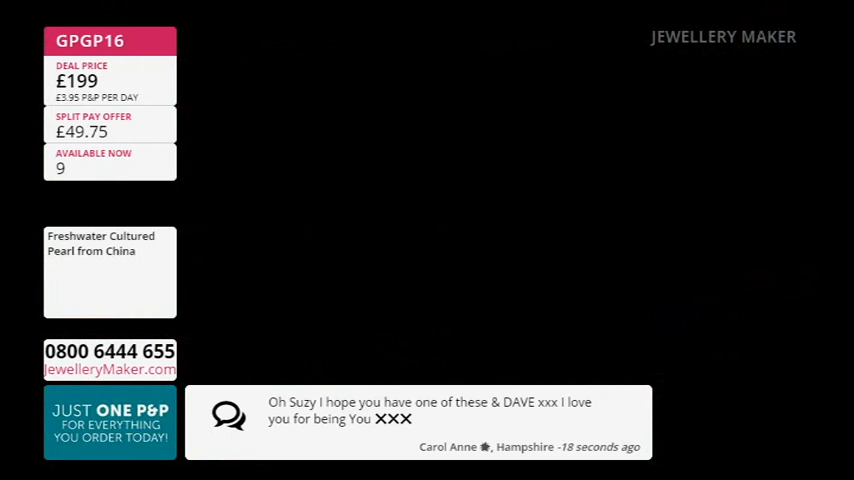 GPGP16
DEAL PRICE
£199
£3.95 P&P PER DAY
SPLIT PAY OFFER
£49.75
AVAILABLE NOW
9
JEWELLERY MAKER
Freshwater Cultured
Pearl from China
0800 6444 655
JewelleryMaker.com
JUST ONE P&P
FOR EVERYTHING
YOU ORDER TODAY!
Oh Suzy I hope you have one of these & DAVE xxx I love
you for being You XXX
Carol Anne, Hampshire -18 seconds ago